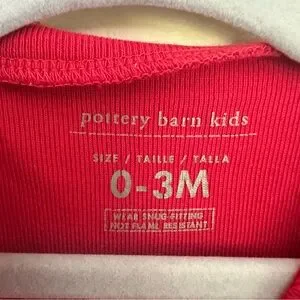 pottery barn kids
SIZE / TAILLE / TALLA
0-3M
WEAR SNUG-FITTING
NOT FLAME RESISTANT